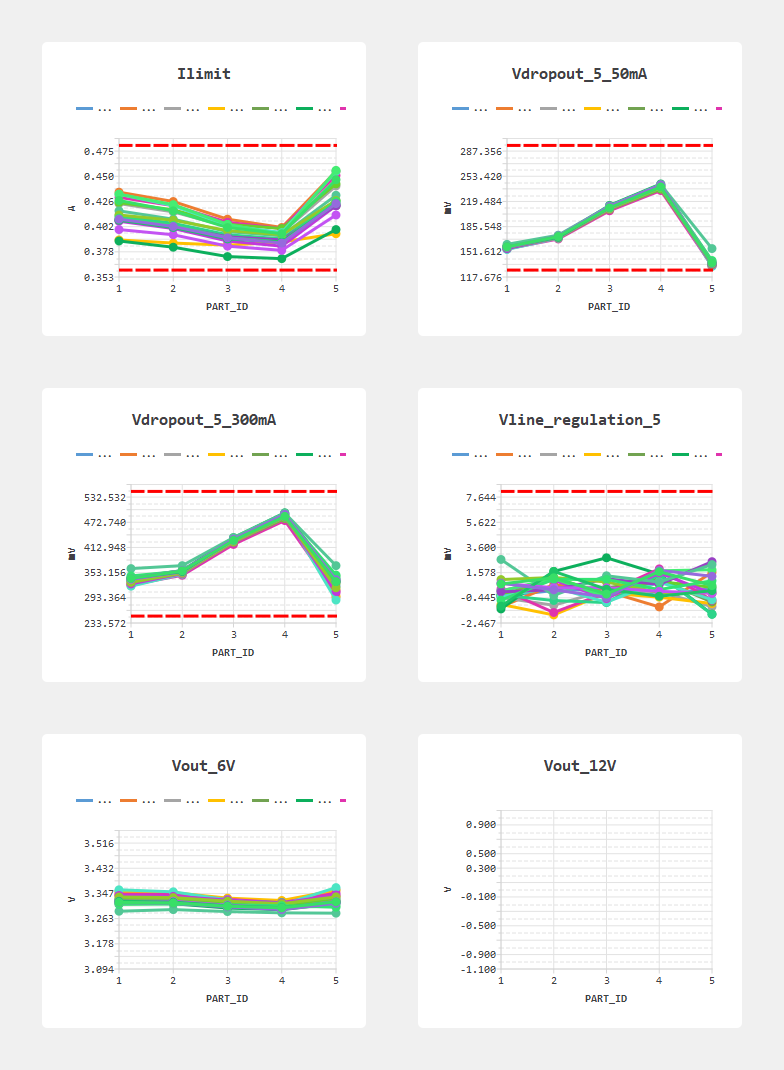 Ilimit
... ... ... ... ... ...
0.475
0.450
0.426
0.402
0.378
0.353
A
1 2 3 4 5
PART_ID
Vdropout_5_50mA
... ... ... ... ... ...
287.356
253.420
219.484
185.548
151.612
117.676
mV
1 2 3 4 5
PART_ID
Vdropout_5_300mA
... ... ... ... ... ...
532.532
472.740
412.948
353.156
293.364
233.572
mV
1 2 3 4 5
PART_ID
Vline_regulation_5
... ... ... ... ... ...
7.644
5.622
3.600
1.578
-0.445
-2.467
mV
1 2 3 4 5
PART_ID
Vout_6V
... ... ... ... ... ...
3.516
3.432
3.347
3.263
3.178
3.094
V
1 2 3 4 5
PART_ID
Vout_12V
0.900
0.500
0.300
-0.100
-0.500
-0.900
-1.100
V
1 2 3 4 5
PART_ID